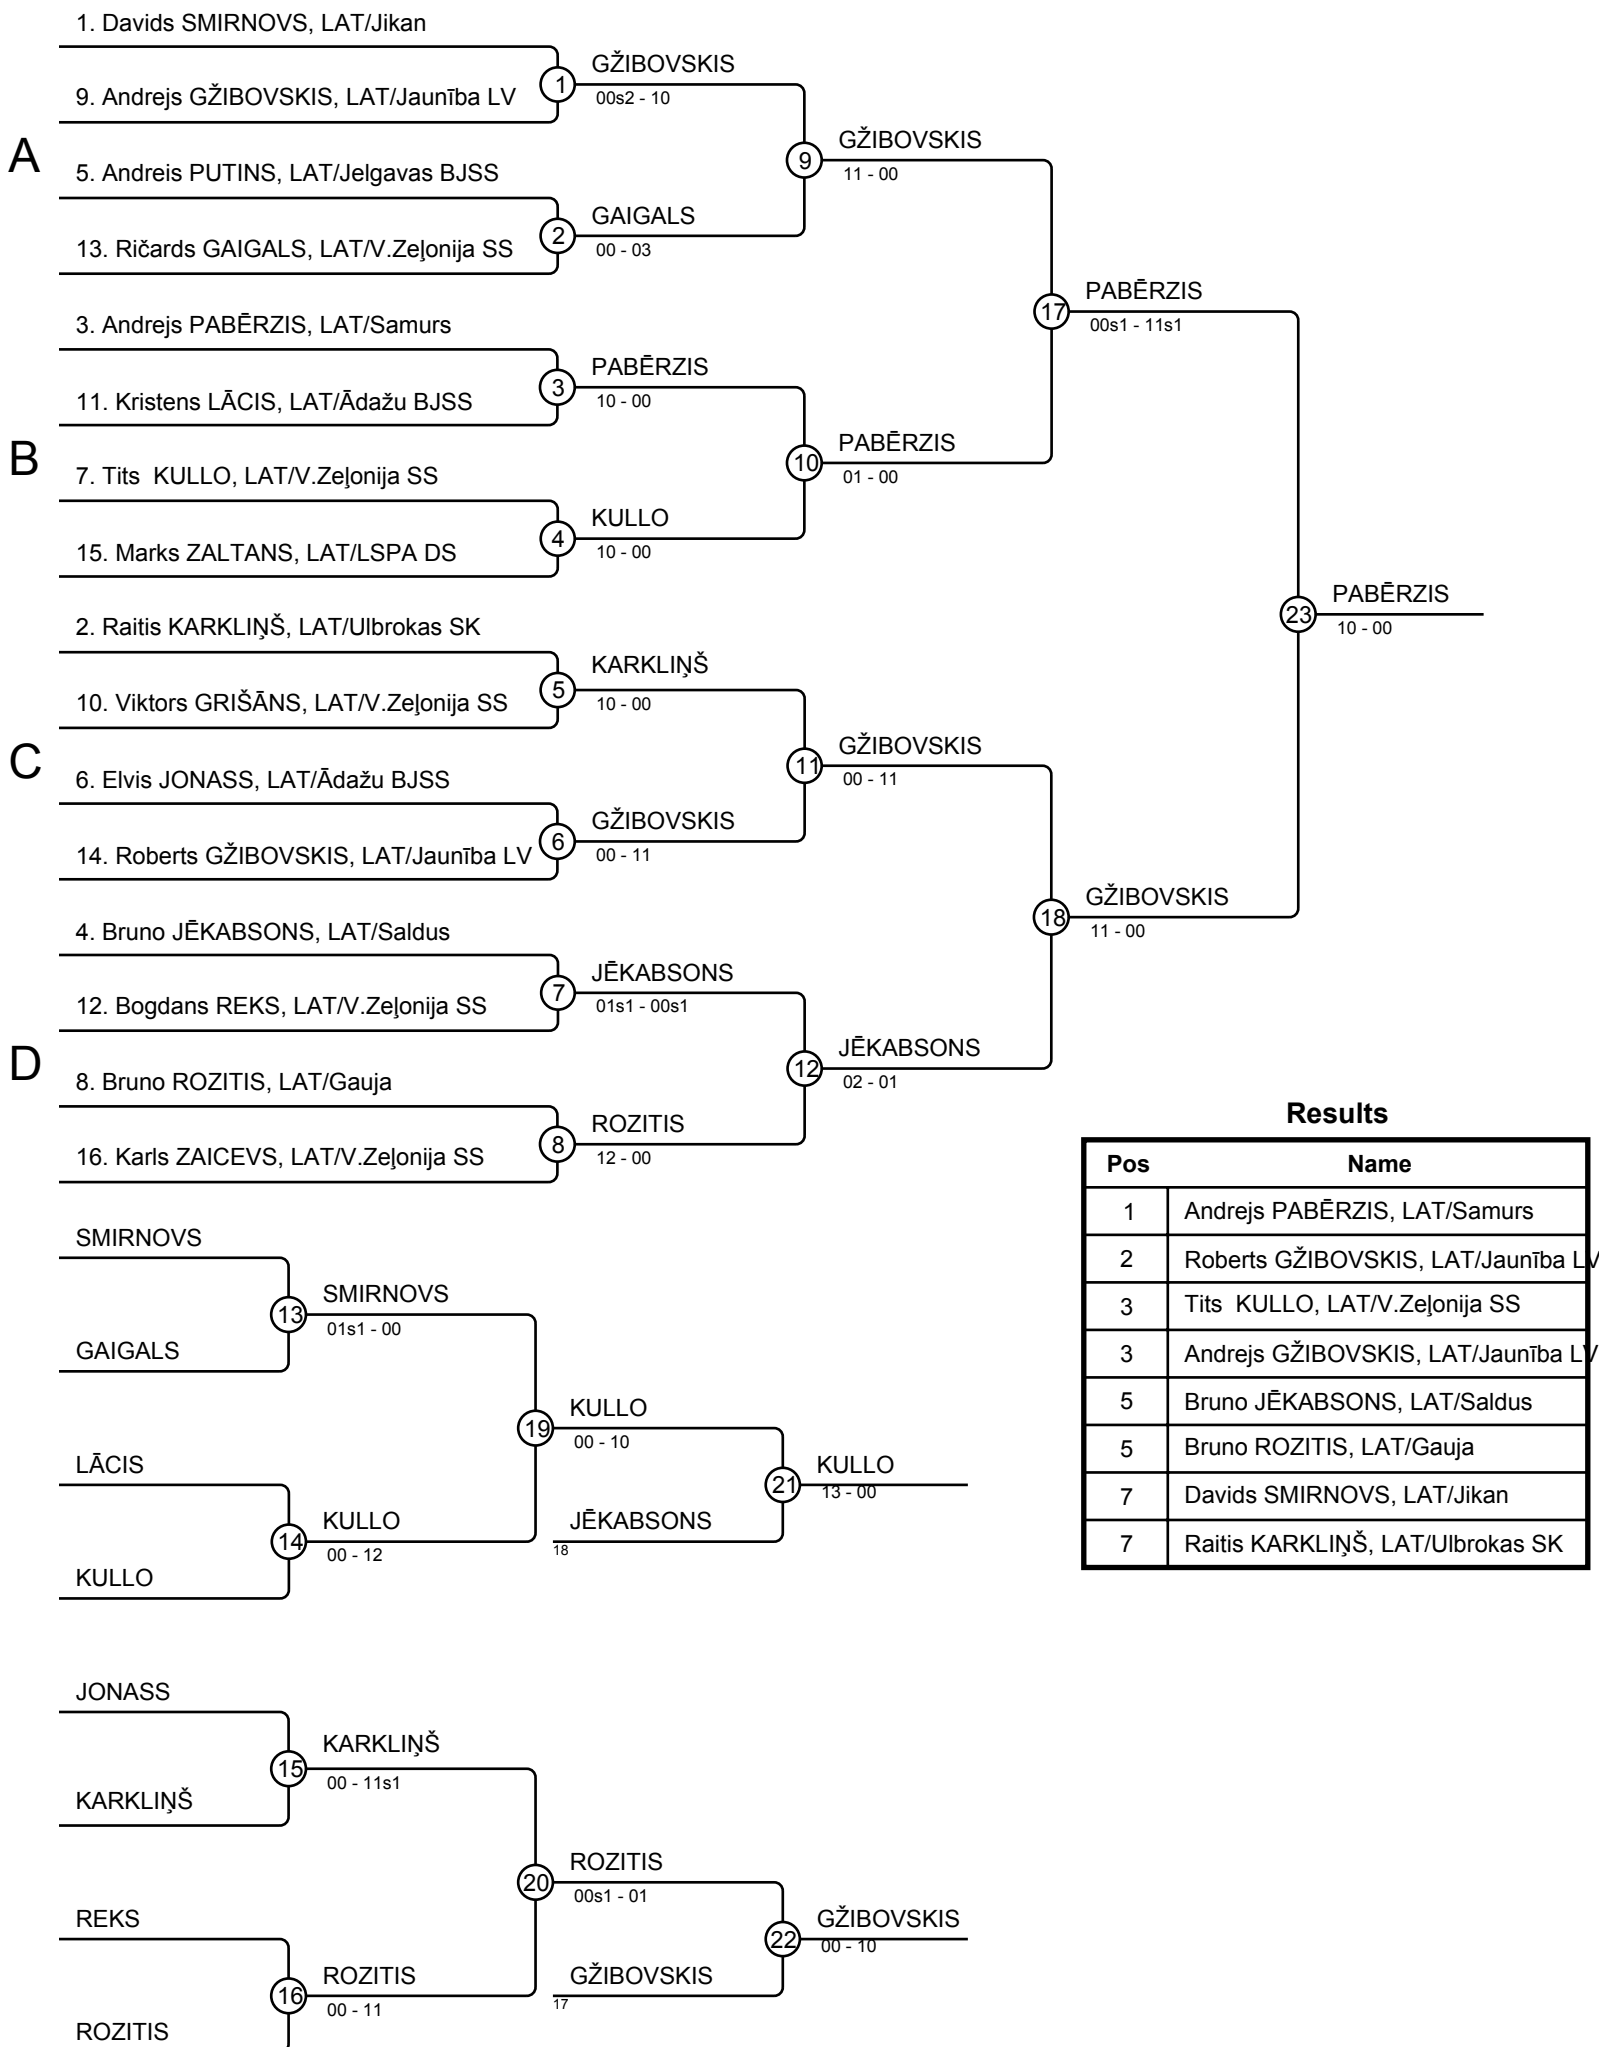 1. Davids SMIRNOVS, LAT/Jikan
9. Andrejs GŽIBOVSKIS, LAT/Jaunība LV
1
GŽIBOVSKIS
00s2 - 10
A
5. Andreis PUTINS, LAT/Jelgavas BJSS
13. Ričards GAIGALS, LAT/V.Zeļonija SS
2
GAIGALS
00 - 03
9
GŽIBOVSKIS
11 - 00
3. Andrejs PABĒRZIS, LAT/Samurs
11. Kristens LĀCIS, LAT/Ādažu BJSS
3
PABĒRZIS
10 - 00
B
7. Tits  KULLO, LAT/V.Zeļonija SS
15. Marks ZALTANS, LAT/LSPA DS
4
KULLO
10 - 00
10
PABĒRZIS
01 - 00
17
PABĒRZIS
00s1 - 11s1
2. Raitis KARKLIŅŠ, LAT/Ulbrokas SK
10. Viktors GRIŠĀNS, LAT/V.Zeļonija SS
5
KARKLIŅŠ
10 - 00
C
6. Elvis JONASS, LAT/Ādažu BJSS
14. Roberts GŽIBOVSKIS, LAT/Jaunība LV
6
GŽIBOVSKIS
00 - 11
11
GŽIBOVSKIS
00 - 11
4. Bruno JĒKABSONS, LAT/Saldus
12. Bogdans REKS, LAT/V.Zeļonija SS
7
JĒKABSONS
01s1 - 00s1
D
8. Bruno ROZITIS, LAT/Gauja
16. Karls ZAICEVS, LAT/V.Zeļonija SS
8
ROZITIS
12 - 00
12
JĒKABSONS
02 - 01
18
GŽIBOVSKIS
11 - 00
23
PABĒRZIS
10 - 00
Results
Pos Name
1 Andrejs PABĒRZIS, LAT/Samurs
2 Roberts GŽIBOVSKIS, LAT/Jaunība LV
3 Tits  KULLO, LAT/V.Zeļonija SS
3 Andrejs GŽIBOVSKIS, LAT/Jaunība LV
5 Bruno JĒKABSONS, LAT/Saldus
5 Bruno ROZITIS, LAT/Gauja
7 Davids SMIRNOVS, LAT/Jikan
7 Raitis KARKLIŅŠ, LAT/Ulbrokas SK
SMIRNOVS
GAIGALS
13
SMIRNOVS
01s1 - 00
LĀCIS
KULLO
14
KULLO
00 - 12
19
KULLO
00 - 10
JĒKABSONS
18
21
KULLO
13 - 00
JONASS
KARKLIŅŠ
15
KARKLIŅŠ
00 - 11s1
REKS
ROZITIS
16
ROZITIS
00 - 11
20
ROZITIS
00s1 - 01
GŽIBOVSKIS
17
22
GŽIBOVSKIS
00 - 10